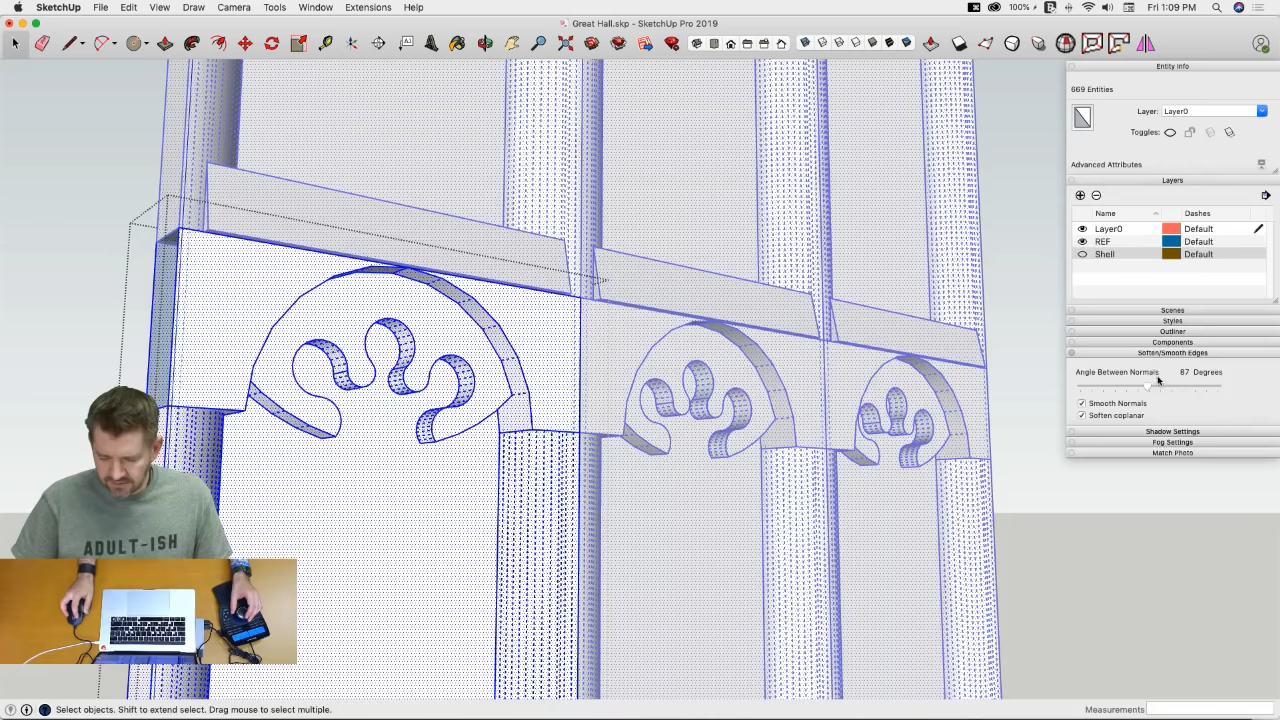 SketchUp File Edit View Draw Camera Tools Window Extensions Help 100% Fri 1:09 PM
Great Hall.skp - SketchUp Pro 2019
Entity Info
669 Entities
Layer: Layer0
Toggles:
Advanced Attributes
Layers
Name Dashes
Layer0 Default
REF Default
Shell Default
Scenes
Styles
Outliner
Components
Soften/Smooth Edges
Angle Between Normals 87 Degrees
Smooth Normals
Soften coplanar
Shadow Settings
Fog Settings
Match Photo
ADULT-ISH
Select objects. Shift to extend select. Drag mouse to select multiple. Measurements